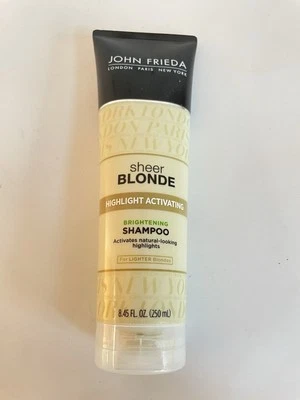 JOHN FRIEDA
LONDON PARIS NEW YORK
sheer
BLONDE
HIGHLIGHT ACTIVATING
BRIGHTENING
SHAMPOO
Activates natural-looking
highlights
For LIGHTER Blondes
8.45 FL. OZ. (250 mL)